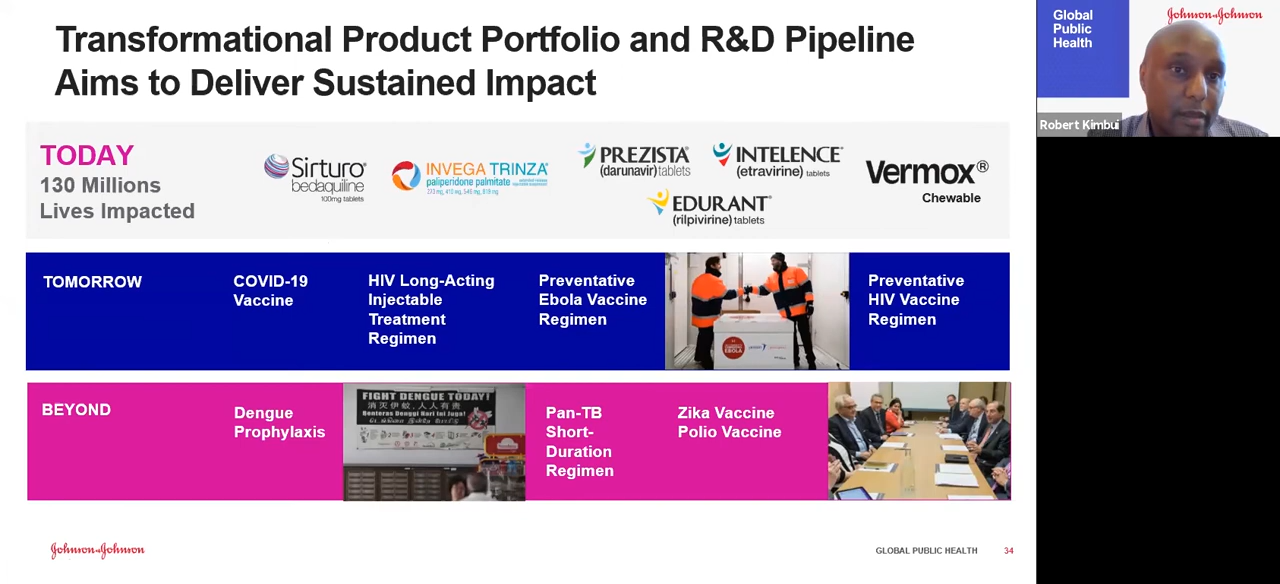 Transformational Product Portfolio and R&D Pipeline
Aims to Deliver Sustained Impact
TODAY
130 Millions
Lives Impacted
Sirturo®
bedaquiline
100mg tablets
INVEGA TRINZA®
paliperidone palmitate
PREZISTA®
(darunavir) tablets
INTELENCE®
(etravirine) tablets
EDURANT®
(rilpivirine) tablets
Vermox®
Chewable
TOMORROW
COVID-19
Vaccine
HIV Long-Acting
Injectable
Treatment
Regimen
Preventative
Ebola Vaccine
Regimen
EBOLA
Preventative
HIV Vaccine
Regimen
BEYOND
Dengue
Prophylaxis
FIGHT DENGUE TODAY!
Pan-TB
Short-
Duration
Regimen
Zika Vaccine
Polio Vaccine
Johnson&Johnson
GLOBAL PUBLIC HEALTH
34
Global
Public
Health
Johnson&Johnson
Robert Kimbui